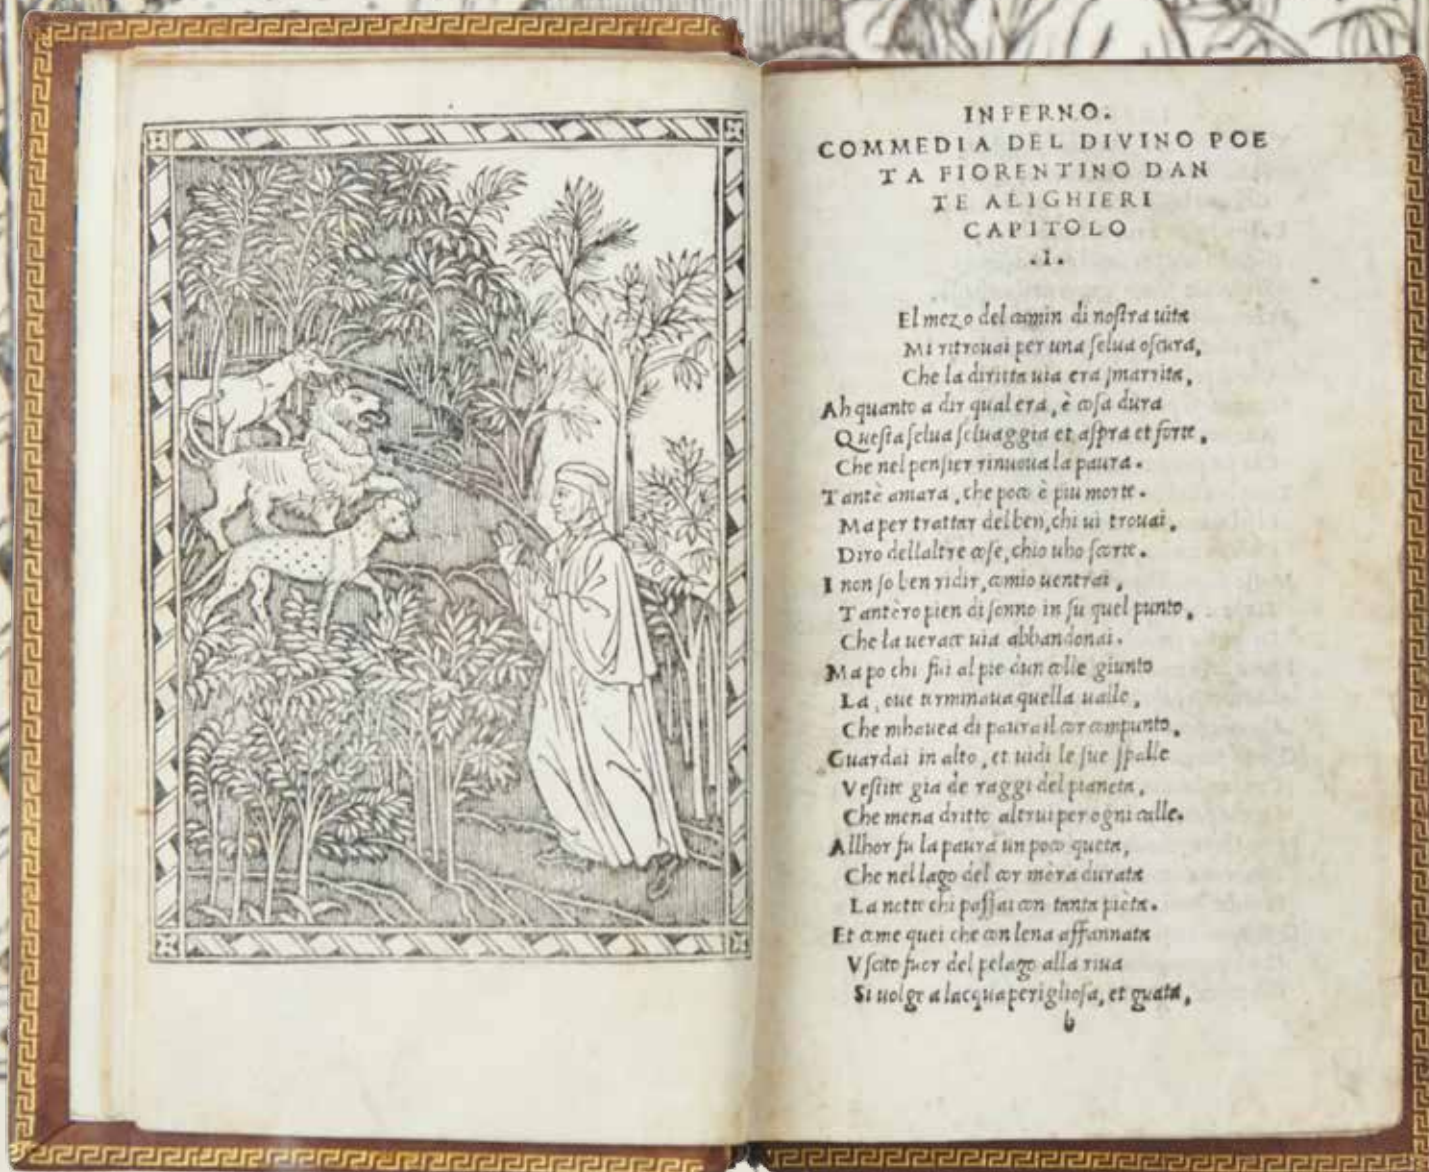 INFERNO.
COMMEDIA DEL DIVINO POE
TA FIORENTINO DAN
TE ALIGHIERI
CAPITOLO
.I.
El mezo del camin di nostra uita
Mi ritrouai per una selua oscura,
Che la diritta uia era smarrita,
Ah quanto a dir qual era, è cosa dura
Questa selua seluaggia et aspra et forte,
Che nel pensier rinuoua la paura.
Tant è amara, che poco è piu morte.
Ma per trattar del ben, chi ui trouai,
Diro dellaltre cose, chio uho scorte.
I non so ben ridir, comio uentrai,
Tantèro pien di sonno in su quel punto,
Che la uerace uia abbandonai.
Ma po chi fui al pie dun colle giunto
La, oue terminaua quella ualle,
Che mhauea di paura il cor compunto,
Guardai in alto, et uidi le sue spalle
Vestite gia de raggi del pianeta,
Che mena dritto altrui per ogni calle.
Allhor fu la paura un poco queta,
Che nel lago del cor mèra durata
La notte chi passai con tanta pièta.
Et come quei che con lena affannata
Vscito fuor del pelago alla riua
Si uolge a lacqua perigliosa, et guata,
b